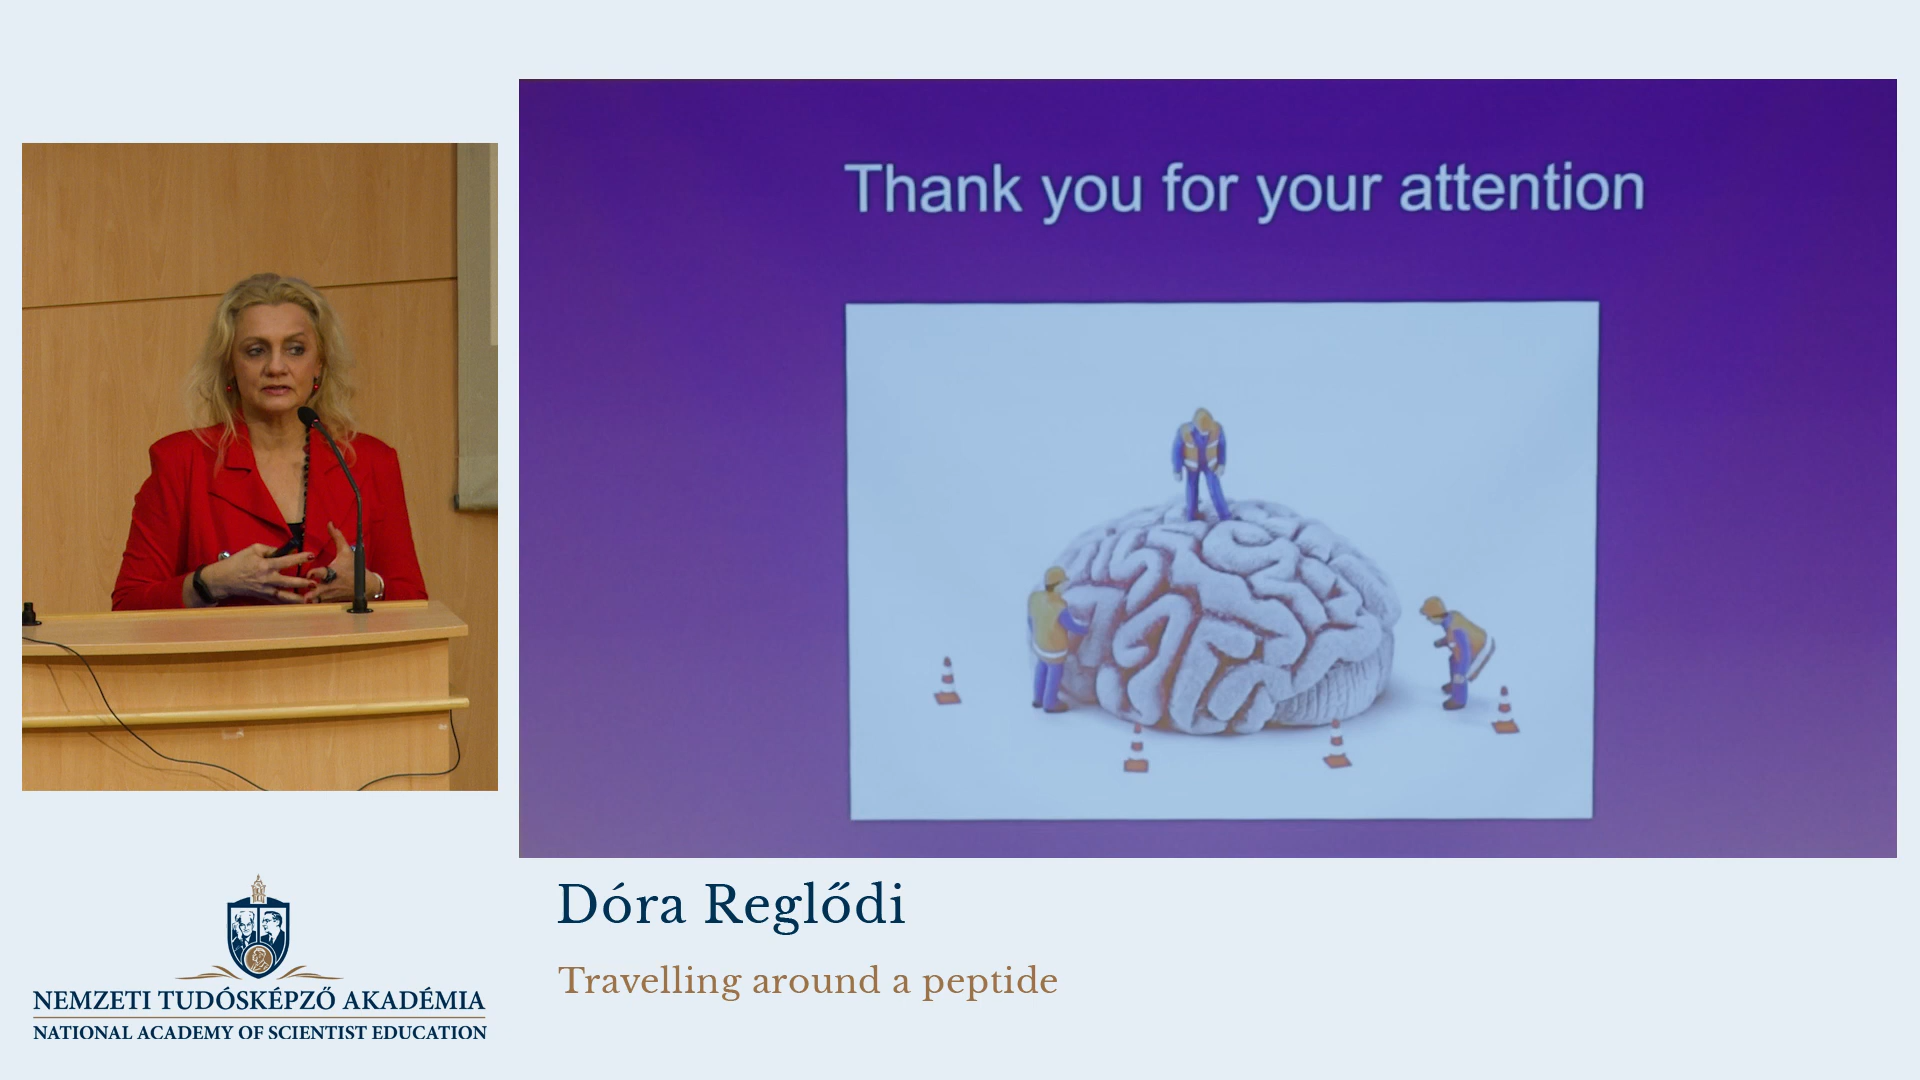 Thank you for your attention
Dóra Reglődi
Travelling around a peptide
NEMZETI TUDÓSKÉPZŐ AKADÉMIA
NATIONAL ACADEMY OF SCIENTIST EDUCATION